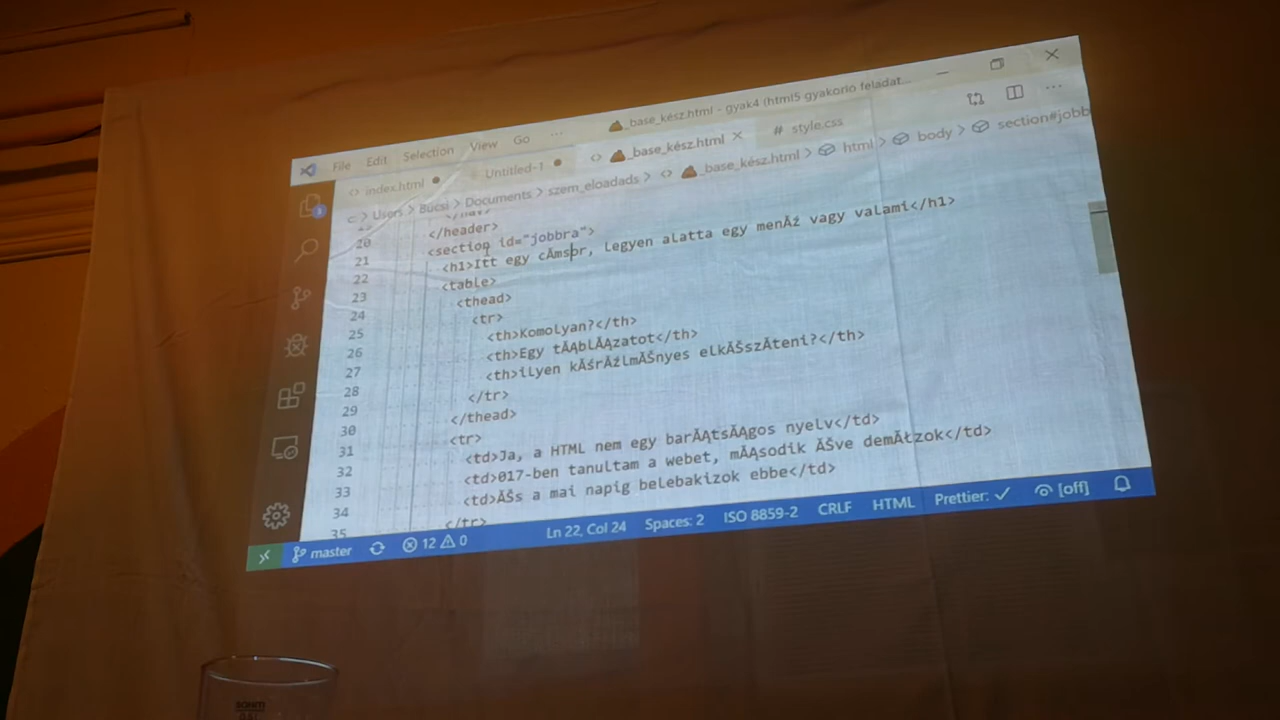 File Edit Selection View Go ... _base_kész.html - gyak4 (html5 gyakorlo feladat...
index.html Untitled-1 _base_kész.html style.css
c: > Users > Bucsi > Documents > szem_eloadads > _base_kész.html > html > body > section#jobb
20 </header>
21 <section id="jobbra">
22 <h1>Itt egy cĂmsor, legyen alatta egy menĂź vagy valami</h1>
23 <table>
24 <thead>
25 <tr>
26 <th>Komolyan?</th>
27 <th>Egy tĂĄblĂĄzatot</th>
28 <th>ilyen kĂśrĂźlmĂŠnyes elkĂŠszĂteni?</th>
29 </tr>
30 </thead>
31 <tr>
32 <td>Ja, a HTML nem egy barĂĄtsĂĄgos nyelv</td>
33 <td>017-ben tanultam a webet, mĂĄsodik ĂŠve demĂłzok</td>
34 <td>ĂŠs a mai napig belebakizok ebbe</td>
35 </tr>
master 12 0 Ln 22, Col 24 Spaces: 2 ISO 8859-2 CRLF HTML Prettier: ✓ [off]